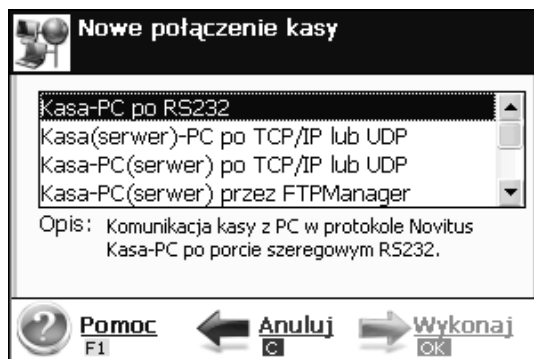 Nowe połączenie kasy
Kasa-PC po RS232
Kasa(serwer)-PC po TCP/IP lub UDP
Kasa-PC(serwer) po TCP/IP lub UDP
Kasa-PC(serwer) przez FTPManager
Opis: Komunikacja kasy z PC w protokole Novitus
Kasa-PC po porcie szeregowym RS232.
Pomoc Anuluj Wykonaj
F1 C OK